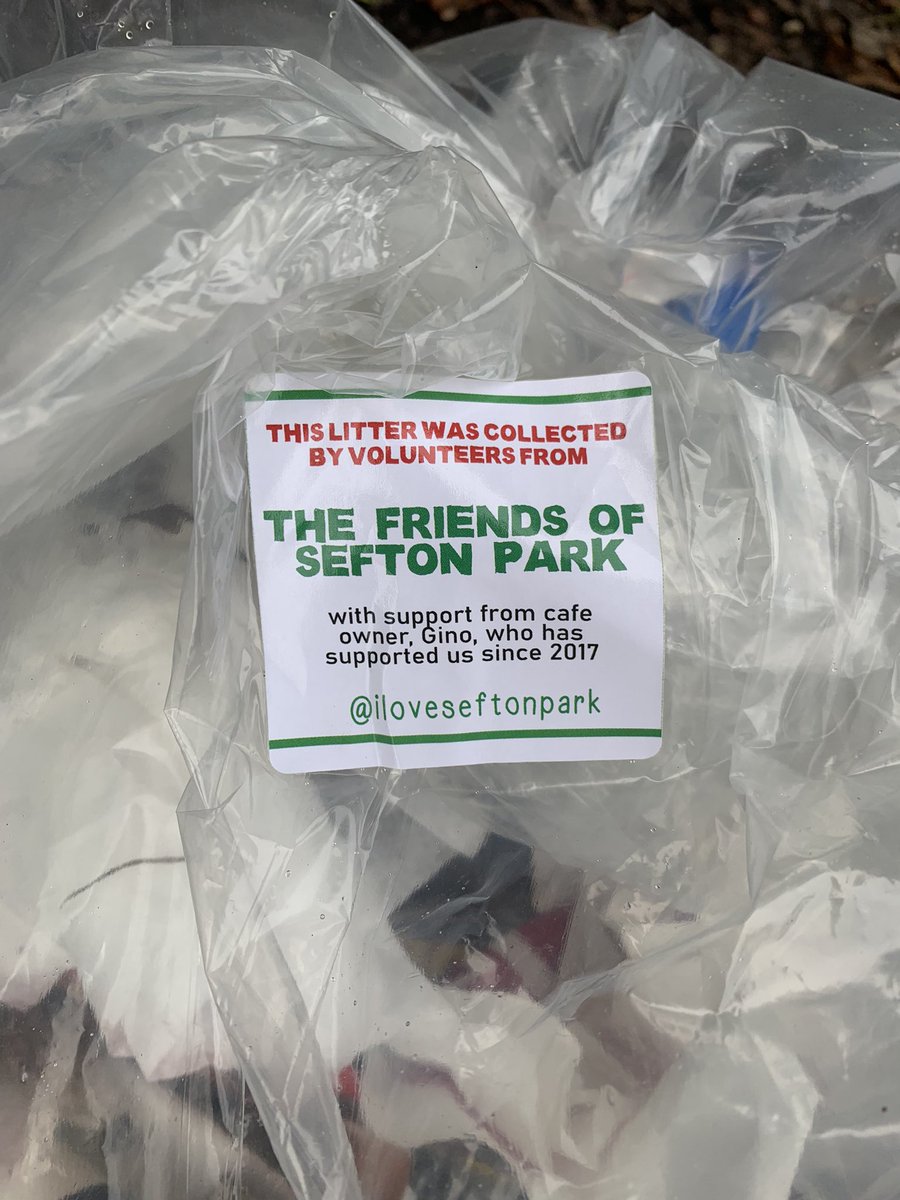 THIS LITTER WAS COLLECTED
BY VOLUNTEERS FROM
THE FRIENDS OF
SEFTON PARK
with support from cafe
owner, Gino, who has
supported us since 2017
@iloveseftonpark